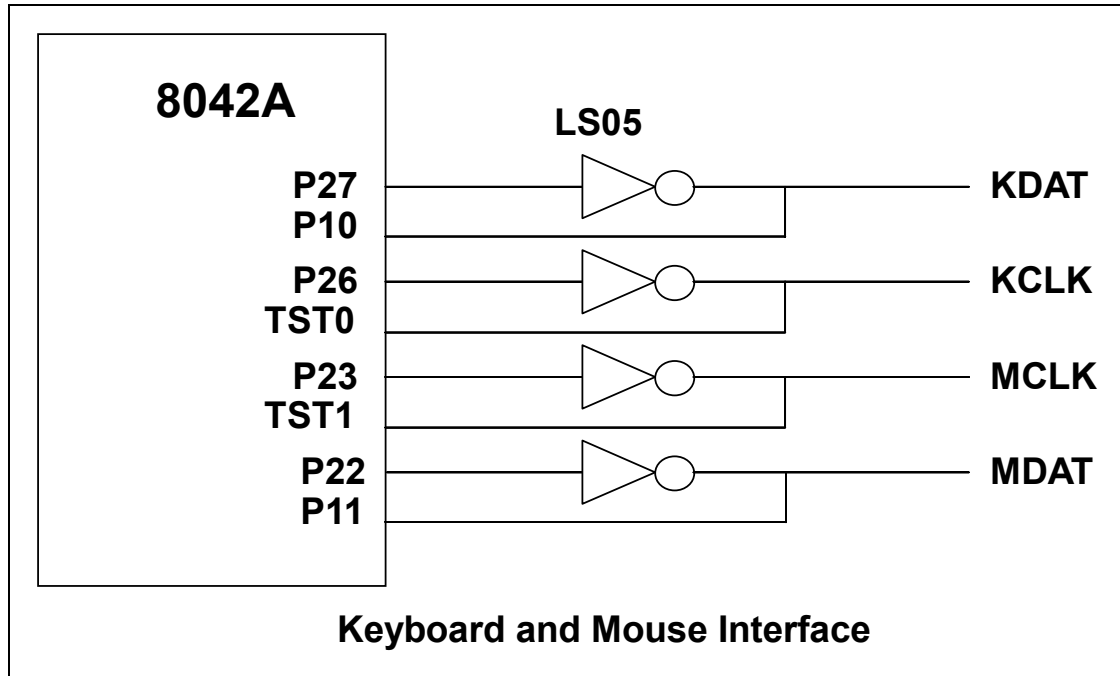 8042A
LS05
P27
KDAT
P10
P26
KCLK
TST0
P23
MCLK
TST1
P22
MDAT
P11
Keyboard and Mouse Interface